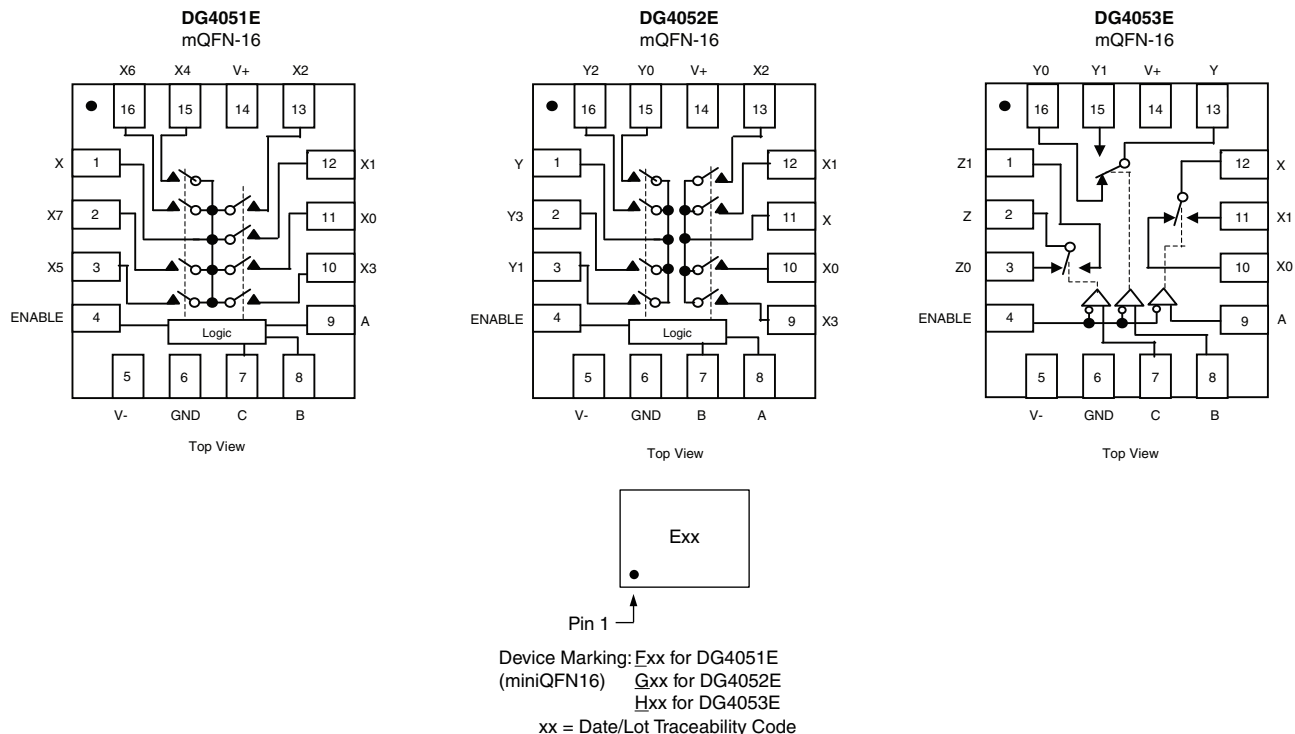 DG4051E
mQFN-16
X6 X4 V+ X2
16 15 14 13
X 1 12 X1
X7 2 11 X0
X5 3 10 X3
ENABLE 4 Logic 9 A
5 6 7 8
V- GND C B
Top View
DG4052E
mQFN-16
Y2 Y0 V+ X2
16 15 14 13
Y 1 12 X1
Y3 2 11 X
Y1 3 10 X0
ENABLE 4 Logic 9 X3
5 6 7 8
V- GND B A
Top View
DG4053E
mQFN-16
Y0 Y1 V+ Y
16 15 14 13
Z1 1 12 X
Z 2 11 X1
Z0 3 10 X0
ENABLE 4 9 A
5 6 7 8
V- GND C B
Top View
Exx
Pin 1
Device Marking: Fxx for DG4051E
(miniQFN16) Gxx for DG4052E
Hxx for DG4053E
xx = Date/Lot Traceability Code